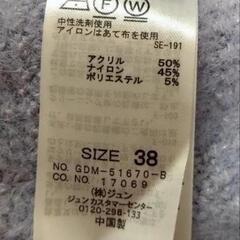 中性洗剤使用
アイロンはあて布を使用
SE-191
アクリル 50%
ナイロン 45%
ポリエステル 5%
SIZE 38
NO. GDM-51670-B
CO. NO. 17069
(株)ジュン
ジュンカスタマーセンター
0120-298-133
中国製